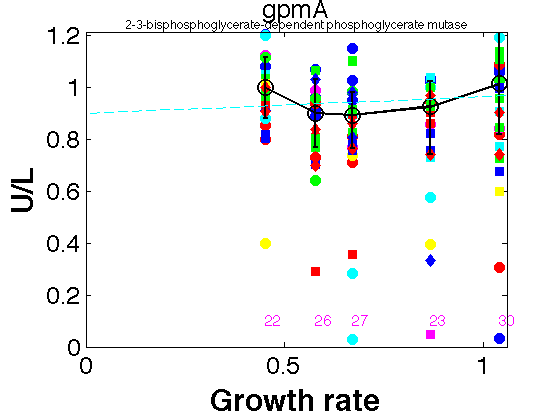 gpmA
2-3-bisphosphoglycerate-dependent phosphoglycerate mutase
1.2
1
0.8
0.6
0.4
0.2
0
U/L
22 26 27 23 30
0 0.5 1
Growth rate